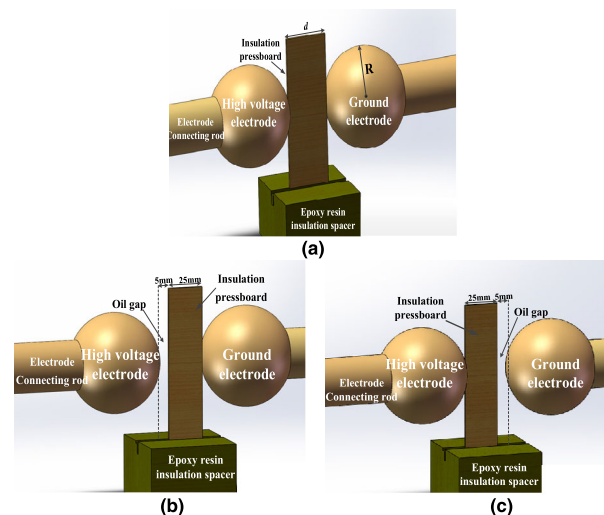 d
Insulation
pressboard
R
High voltage
electrode
Ground
electrode
Electrode
Connecting rod
Epoxy resin
insulation spacer
(a)
5mm 25mm
Insulation
pressboard
Oil gap
High voltage
electrode
Ground
electrode
Electrode
Connecting rod
Epoxy resin
insulation spacer
(b)
25mm 5mm
Insulation
pressboard
Oil gap
High voltage
electrode
Ground
electrode
Electrode
Connecting rod
Epoxy resin
insulation spacer
(c)